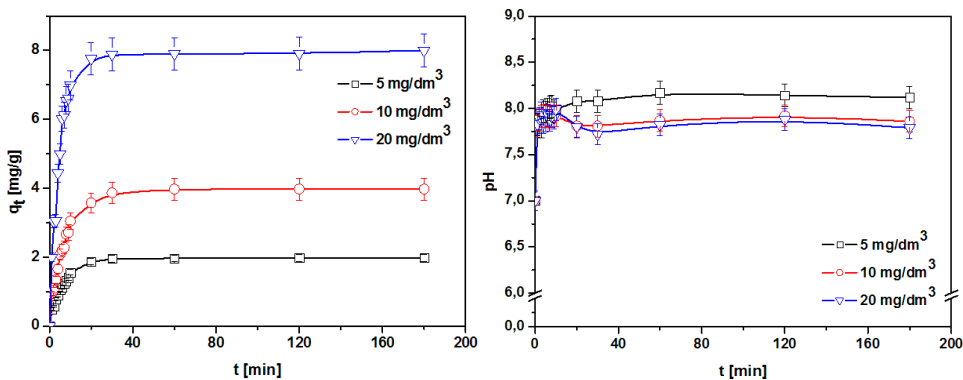 8
6
4
2
0
q_t [mg/g]
5 mg/dm³
10 mg/dm³
20 mg/dm³
0 40 80 120 160 200
t [min]
9,0
8,5
8,0
7,5
7,0
6,5
6,0
0,0
pH
5 mg/dm³
10 mg/dm³
20 mg/dm³
0 40 80 120 160 200
t [min]